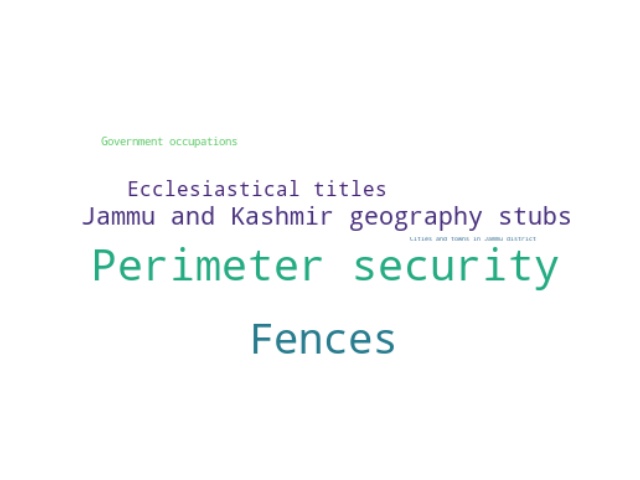 Government occupations
Ecclesiastical titles
Jammu and Kashmir geography stubs
Cities and towns in Jammu district
Perimeter security
Fences